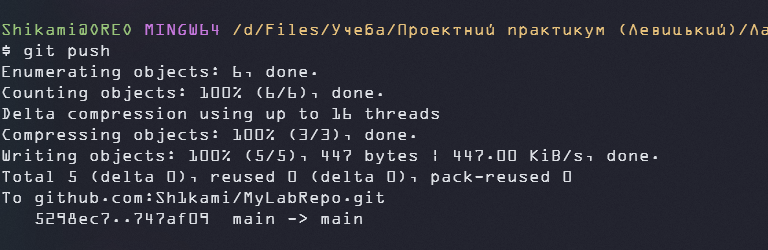 Shikami@OREO MINGW64 /d/Files/Учеба/Проектный практикум (Левицький)/Ла
$ git push
Enumerating objects: 6, done.
Counting objects: 100% (6/6), done.
Delta compression using up to 16 threads
Compressing objects: 100% (3/3), done.
Writing objects: 100% (5/5), 447 bytes | 447.00 KiB/s, done.
Total 5 (delta 0), reused 0 (delta 0), pack-reused 0
To github.com:Sh1kami/MyLabRepo.git
   5298ec7..747af09  main -> main